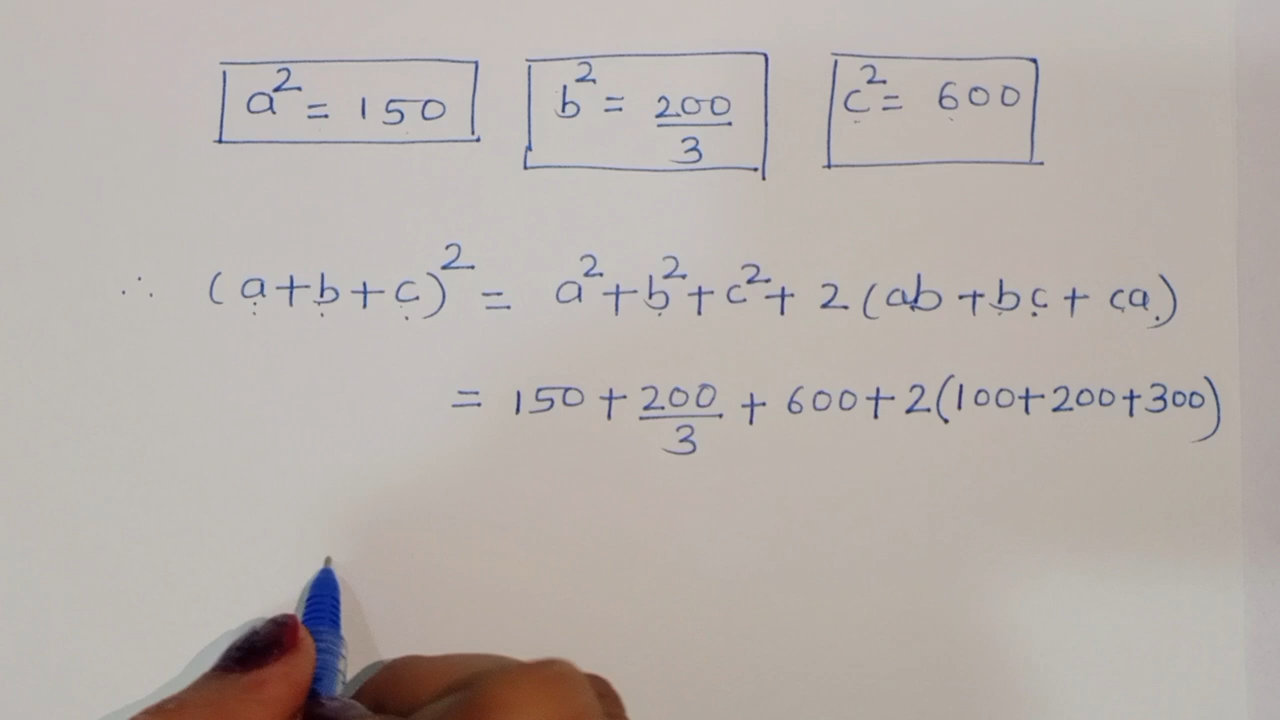 a² = 150 b² = 200/3 c² = 600
∴ (a+b+c)² = a²+b²+c²+ 2(ab+bc+ca)
= 150 + 200/3 + 600 + 2(100+200+300)